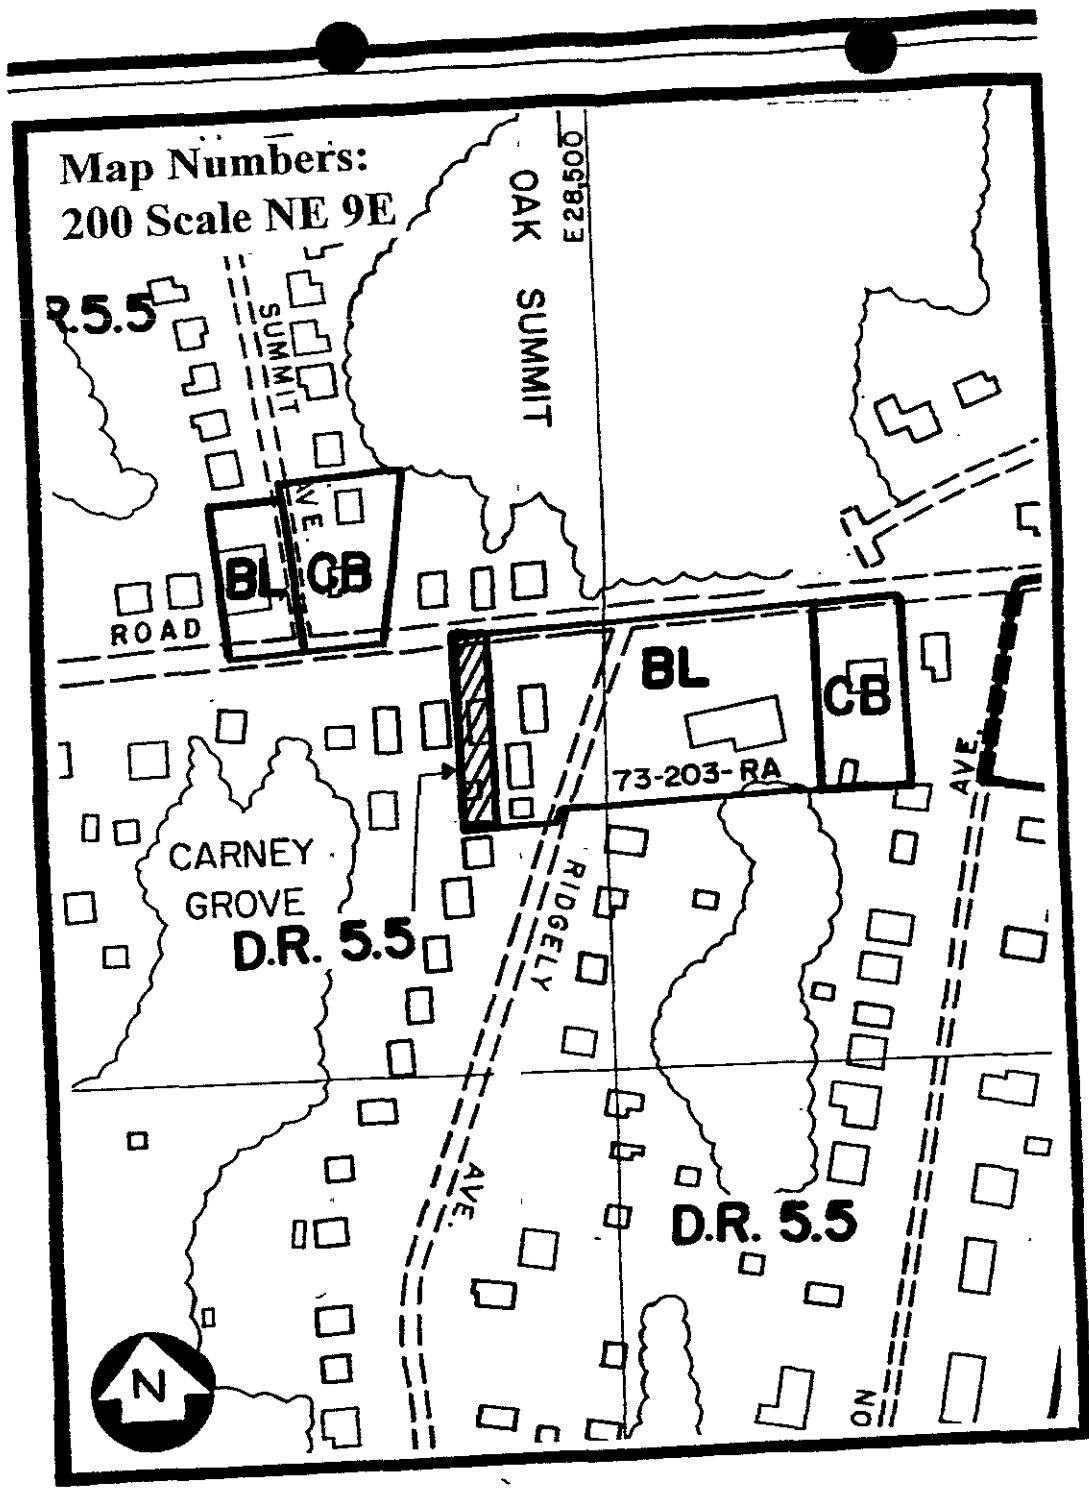 Map Numbers:
200 Scale NE 9E
OAK SUMMIT
E 28,500
R.5.5
SUMMIT AVE.
BL
CB
ROAD
BL
CB
73-203-RA
AVE.
CARNEY
GROVE
D.R. 5.5
RIDGELY AVE.
D.R. 5.5
N
ON